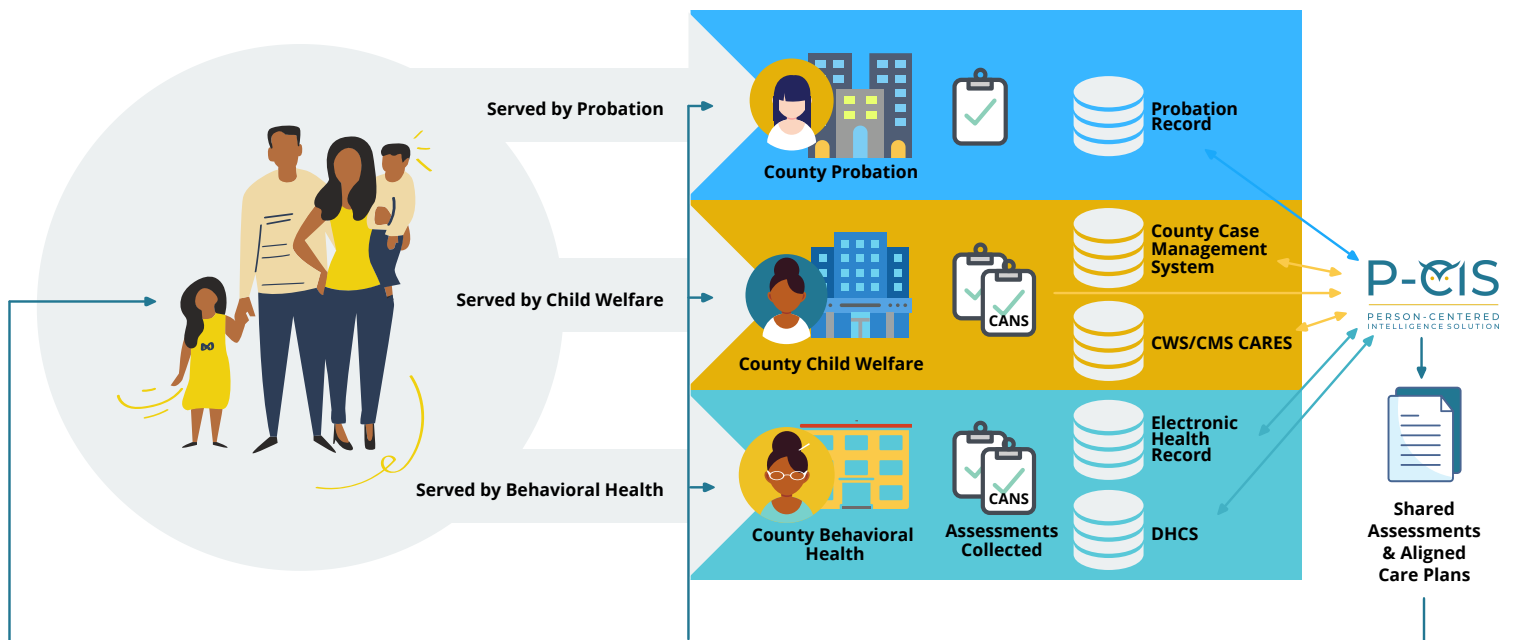 Served by Probation
County Probation
Probation
Record
Served by Child Welfare
County Child Welfare
CANS
County Case
Management
System
CWS/CMS CARES
P-CIS
PERSON-CENTERED
INTELLIGENCE SOLUTION
Served by Behavioral Health
County Behavioral
Health
CANS
Assessments
Collected
Electronic
Health
Record
DHCS
Shared
Assessments
& Aligned
Care Plans